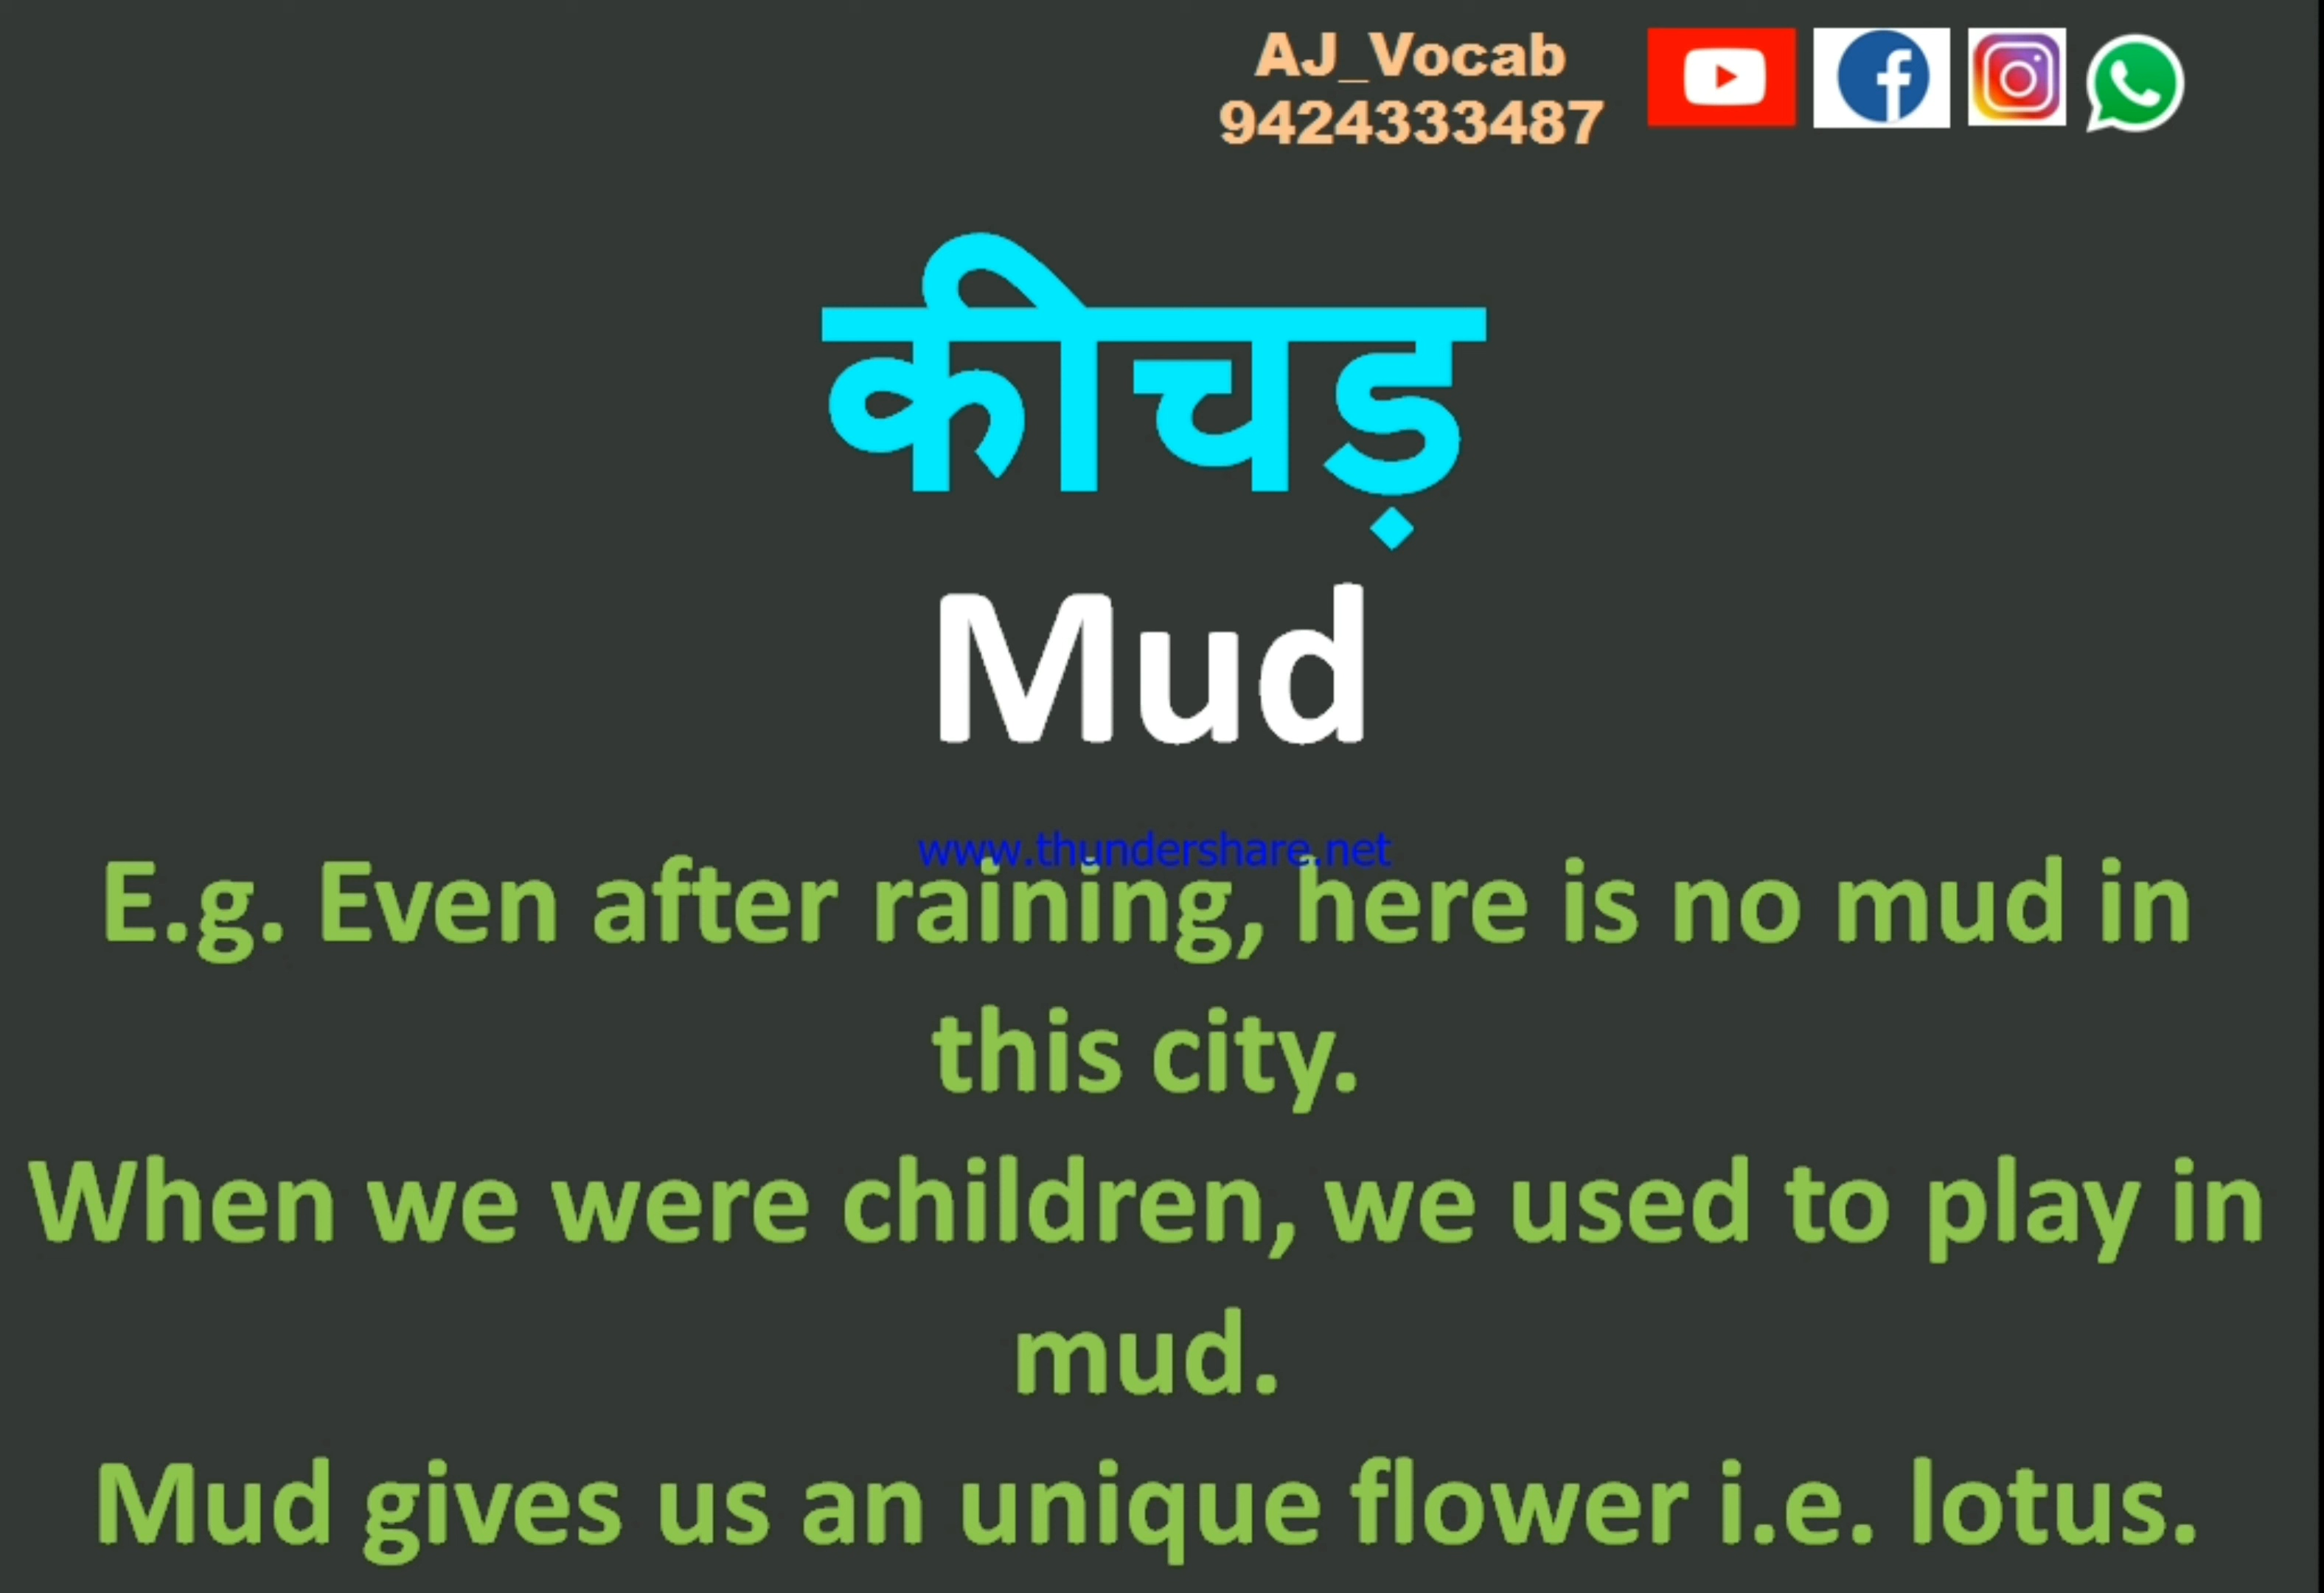 AJ_Vocab
9424333487
कीचड़
Mud
www.thundershare.net
E.g. Even after raining, here is no mud in
this city.
When we were children, we used to play in
mud.
Mud gives us an unique flower i.e. lotus.